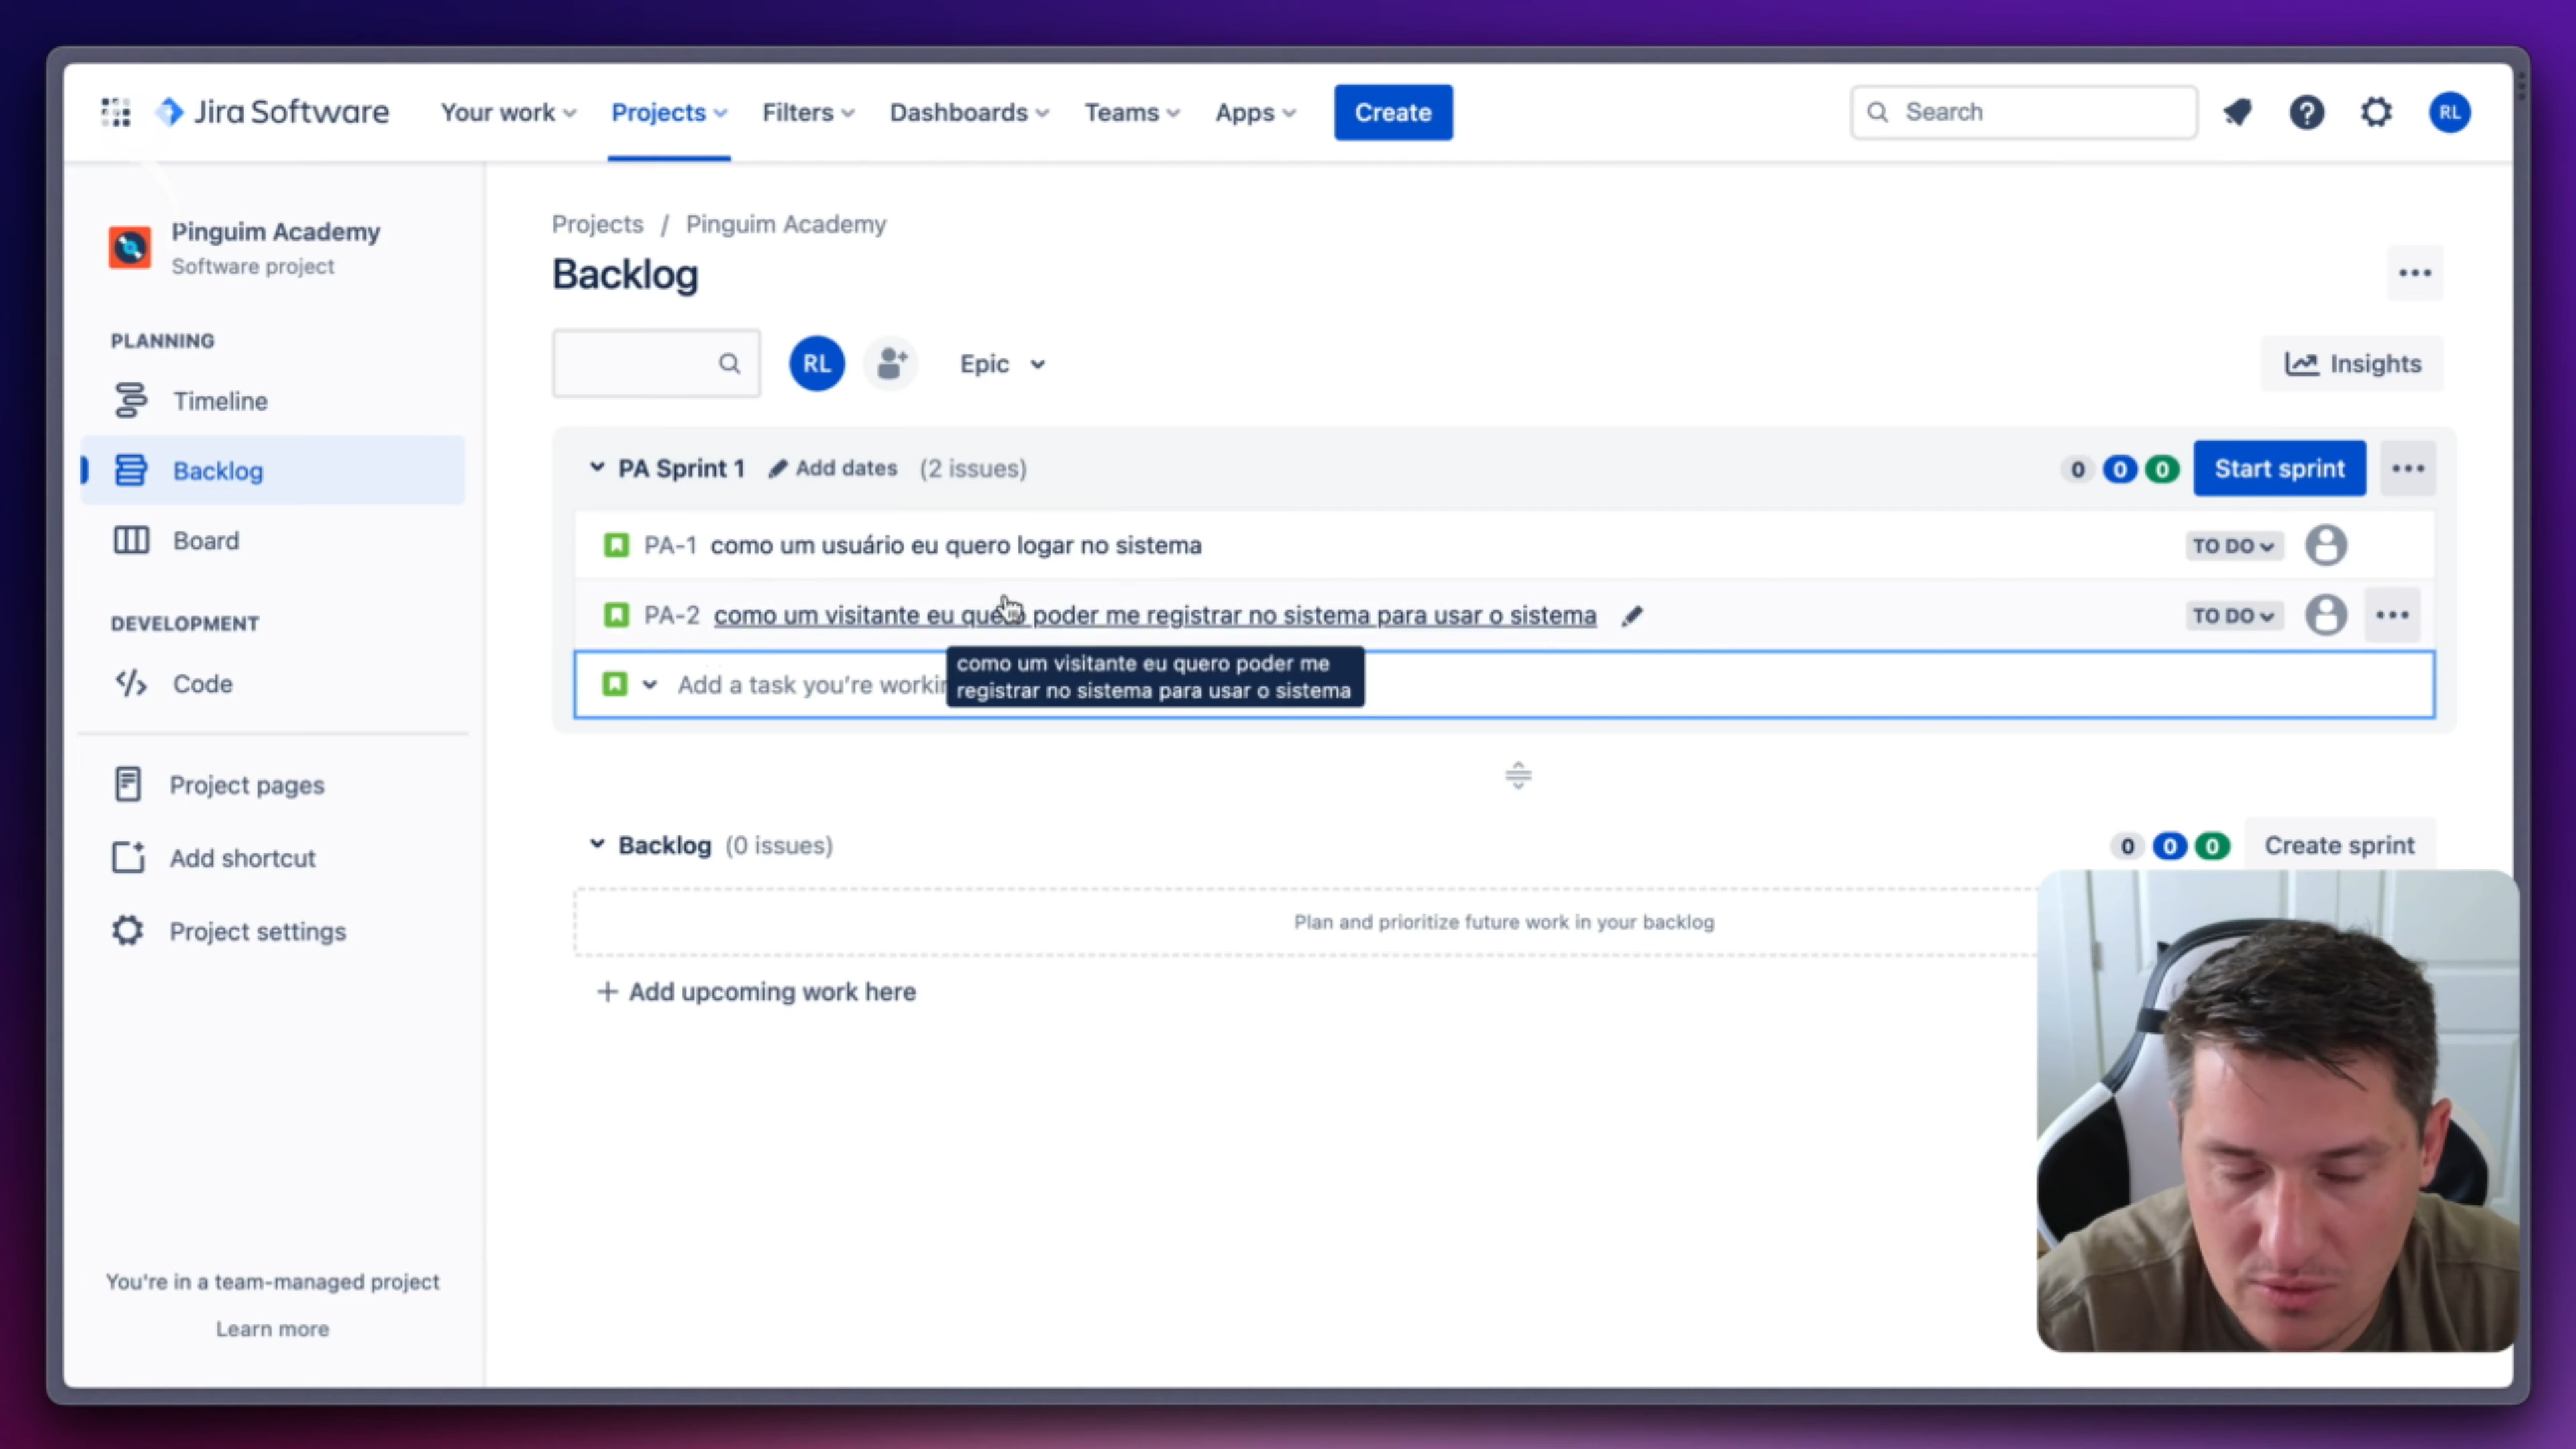 Jira Software Your work Projects Filters Dashboards Teams Apps Create Search RL
Pinguim Academy
Software project
PLANNING
Timeline
Backlog
Board
DEVELOPMENT
Code
Project pages
Add shortcut
Project settings
You're in a team-managed project
Learn more
Projects / Pinguim Academy
Backlog
RL Epic Insights
PA Sprint 1 Add dates (2 issues) 0 0 0 Start sprint
PA-1 como um usuário eu quero logar no sistema TO DO
PA-2 como um visitante eu quero poder me registrar no sistema para usar o sistema TO DO
Add a task you're
como um visitante eu quero poder me
registrar no sistema para usar o sistema
Backlog (0 issues) 0 0 0 Create sprint
Plan and prioritize future work in your backlog
+ Add upcoming work here